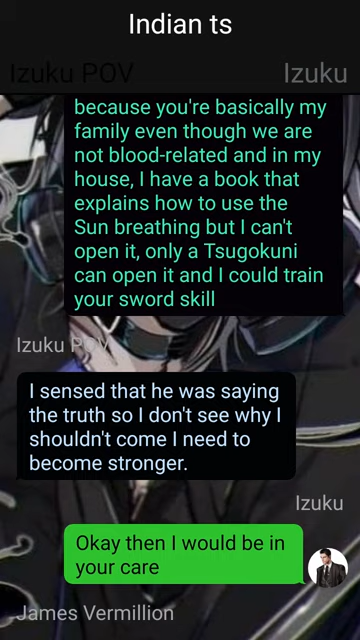 Indian ts
Izuku POV
Izuku
because you're basically my
family even though we are
not blood-related and in my
house, I have a book that
explains how to use the
Sun breathing but I can't
open it, only a Tsugokuni
can open it and I could train
your sword skill
Izuku POV
I sensed that he was saying
the truth so I don't see why I
shouldn't come I need to
become stronger.
Izuku
Okay then I would be in
your care
James Vermillion